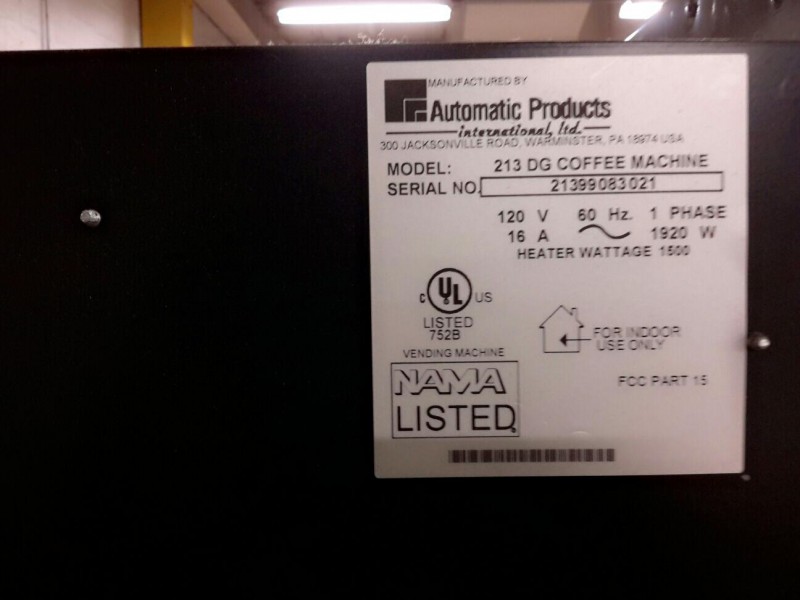 MANUFACTURED BY
Automatic Products
international, ltd.
300 JACKSONVILLE ROAD, WARMINSTER, PA 18974 USA
MODEL: 213 DG COFFEE MACHINE
SERIAL NO. 21399083021
120 V 60 Hz. 1 PHASE
16 A 1920 W
HEATER WATTAGE 1500
C UL US
LISTED
752B
FOR INDOOR
USE ONLY
VENDING MACHINE
NAMA
LISTED
FCC PART 15